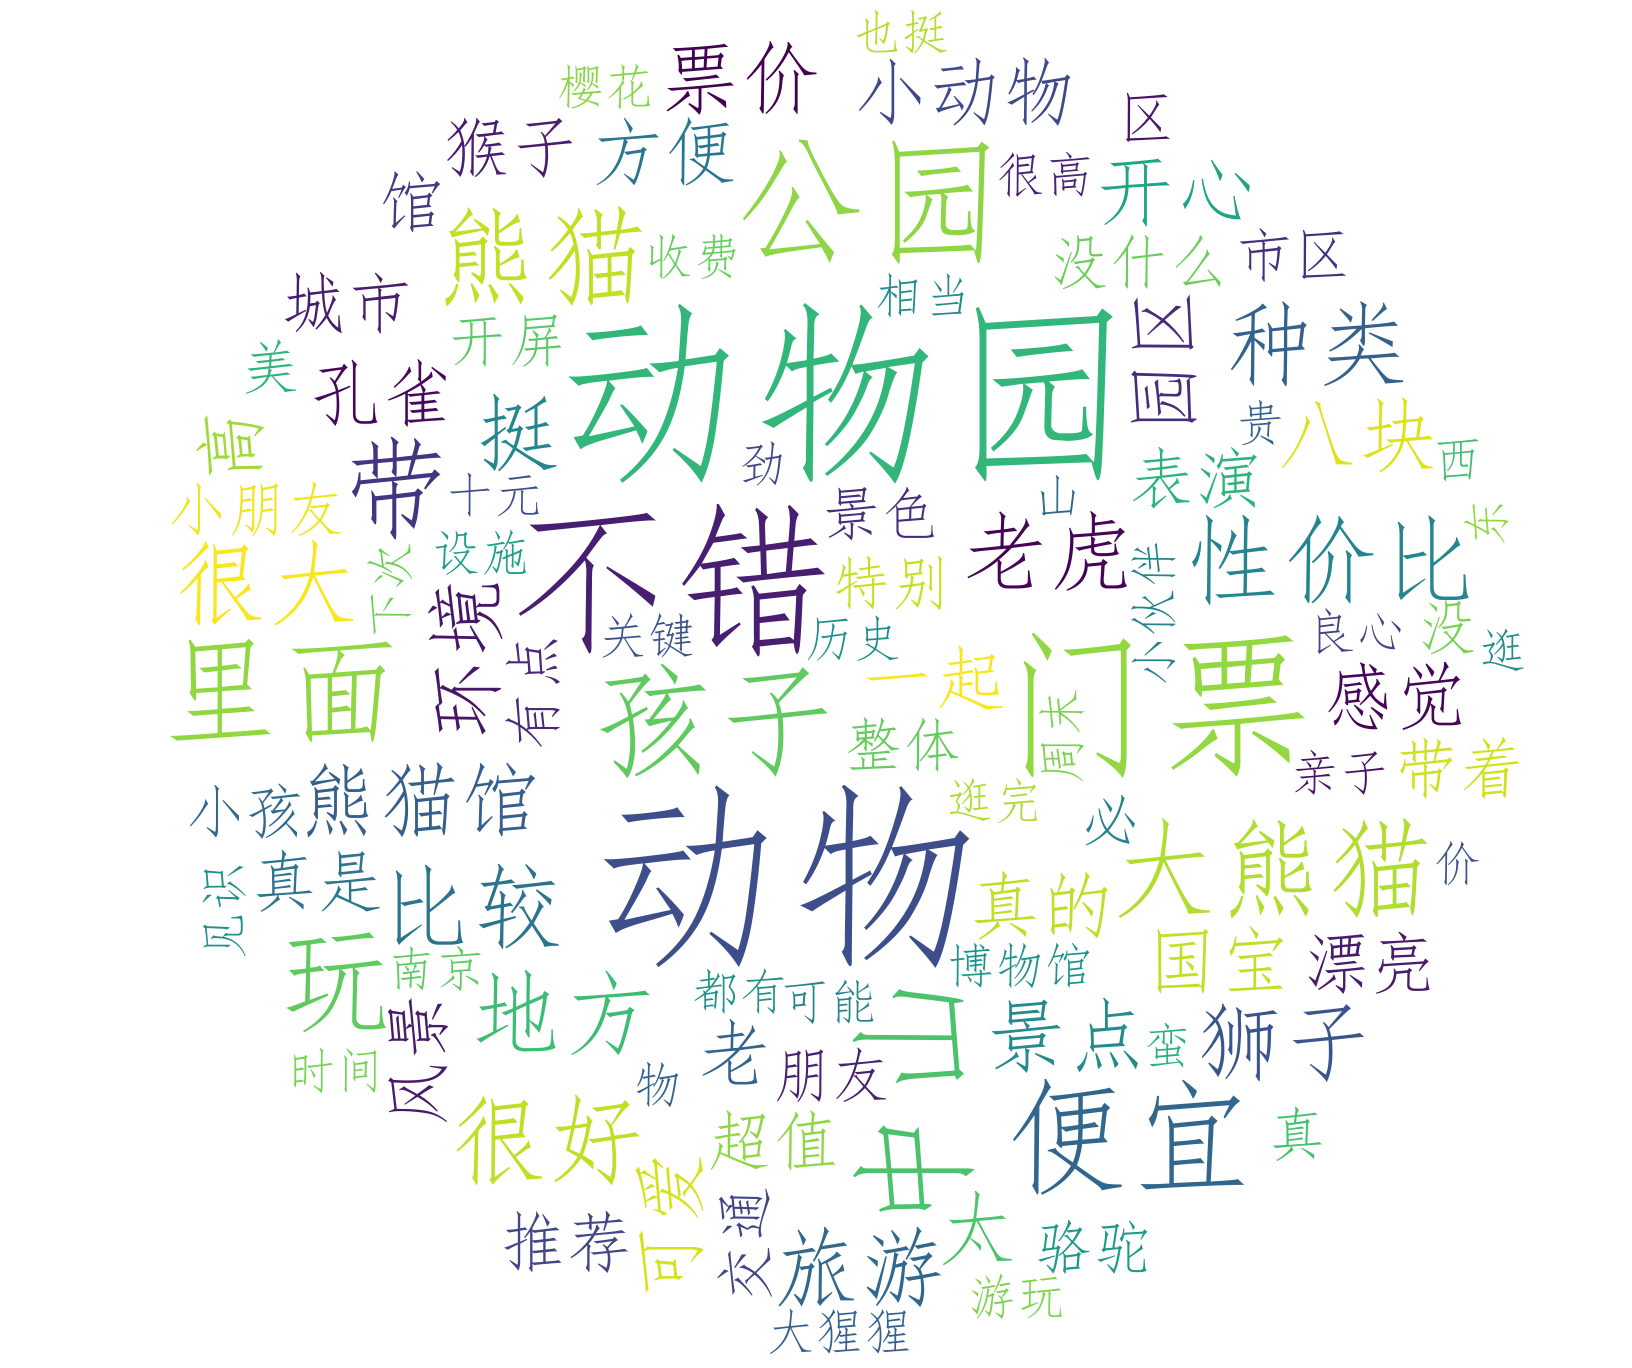 也挺
票价
小动物
樱花
区
猴子
方便
公园
很高
开心
馆
熊猫
收费
没什么
市区
城市
相当
开屏
动物园
园区
种类
美
孔雀
挺
贵
八块
高
带
劲
表演
西
小朋友
十元
景色
山
老虎
东
很大
下次
设施
不错
特别
小伙伴
性价比
环境
关键
历史
良心
没
逛
里面
有点
孩子
一起
门票
周末
感觉
整体
亲子
带着
小孩
熊猫馆
动物
逛完
必
大熊猫
价
见识
真是
比较
真的
玩
南京
地方
都有
可能
博物馆
国宝
漂亮
风景
时间
物
老
朋友
中山
景点
蛮
狮子
很好
超值
便宜
真
可爱
交通
推荐
旅游
太
骆驼
游玩
大猩猩